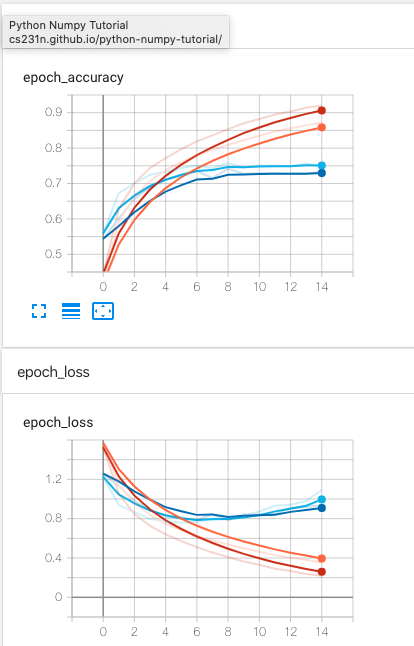 Python Numpy Tutorial
cs231n.github.io/python-numpy-tutorial/
epoch_accuracy
0.9
0.8
0.7
0.6
0.5
0 2 4 6 8 10 12 14
epoch_loss
epoch_loss
1.2
0.8
0.4
0
0 2 4 6 8 10 12 14